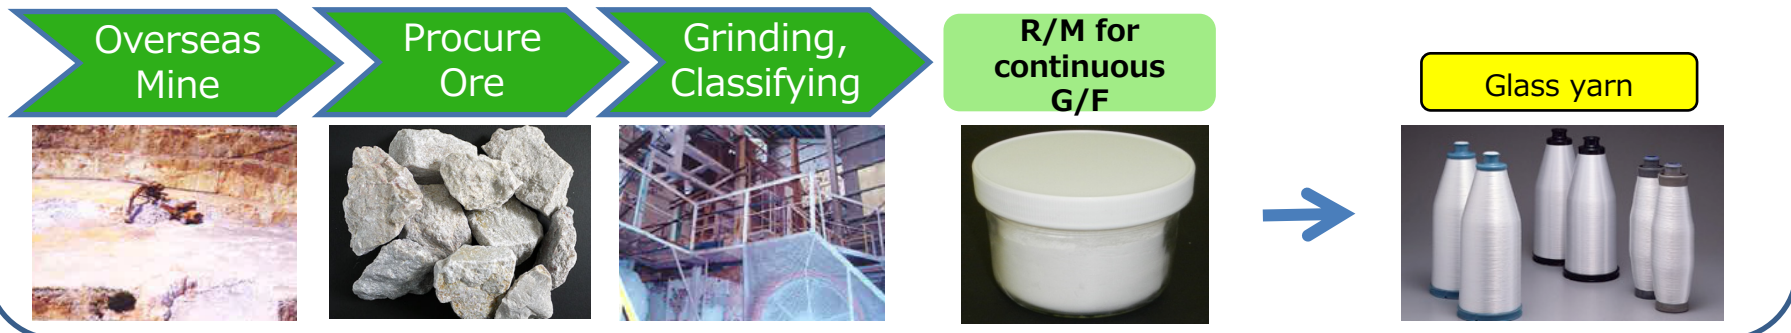 Overseas
Mine
Procure
Ore
Grinding,
Classifying
R/M for
continuous
G/F
Glass yarn